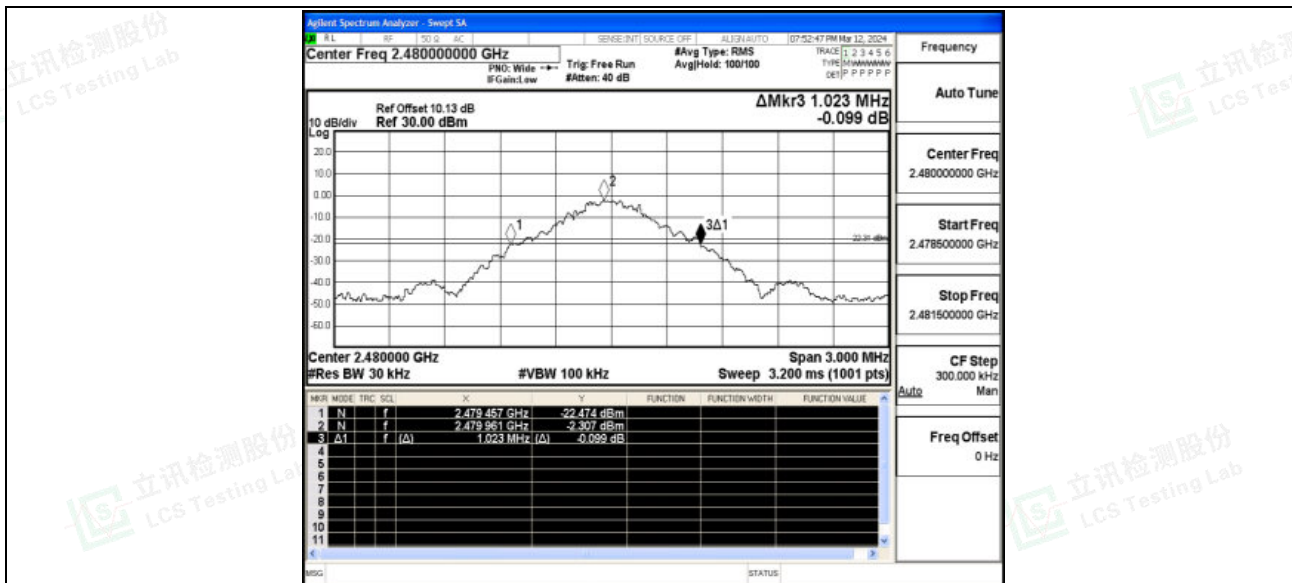 Agilent Spectrum Analyzer - Swept SA
RL RF 50 Ω AC SENSE:INT SOURCE OFF ALIGN AUTO 07:52:47 PM Mar 12, 2024
Center Freq 2.480000000 GHz
#Avg Type: RMS
TRACE 1 2 3 4 5 6
PNO: Wide
Trig: Free Run
Avg|Hold: 100/100
TYPE M W W W W W
IFGain:Low
#Atten: 40 dB
DET P P P P P P
Frequency
Auto Tune
Center Freq
2.480000000 GHz
Start Freq
2.478500000 GHz
Stop Freq
2.481500000 GHz
CF Step
300.000 kHz
Auto Man
Freq Offset
0 Hz
ΔMkr3 1.023 MHz
-0.099 dB
Ref Offset 10.13 dB
10 dB/div Ref 30.00 dBm
Log
20.0
10.0
0.00
-10.0
-20.0
-30.0
-40.0
-50.0
-60.0
1
2
3Δ1
-22.31 dBm
Center 2.480000 GHz Span 3.000 MHz
#Res BW 30 kHz #VBW 100 kHz Sweep 3.200 ms (1001 pts)
MKR MODE TRC SCL X Y FUNCTION FUNCTION WIDTH FUNCTION VALUE
1 N f 2.479 457 GHz -22.474 dBm
2 N f 2.479 961 GHz -2.307 dBm
3 Δ1 f (Δ) 1.023 MHz (Δ) -0.099 dB
4
5
6
7
8
9
10
11
MSG STATUS
立讯检测股份
LCS Testing Lab
立讯检测
LCS Test
立讯检测股份
LCS Testing Lab
立讯检测股份
LCS Testing Lab